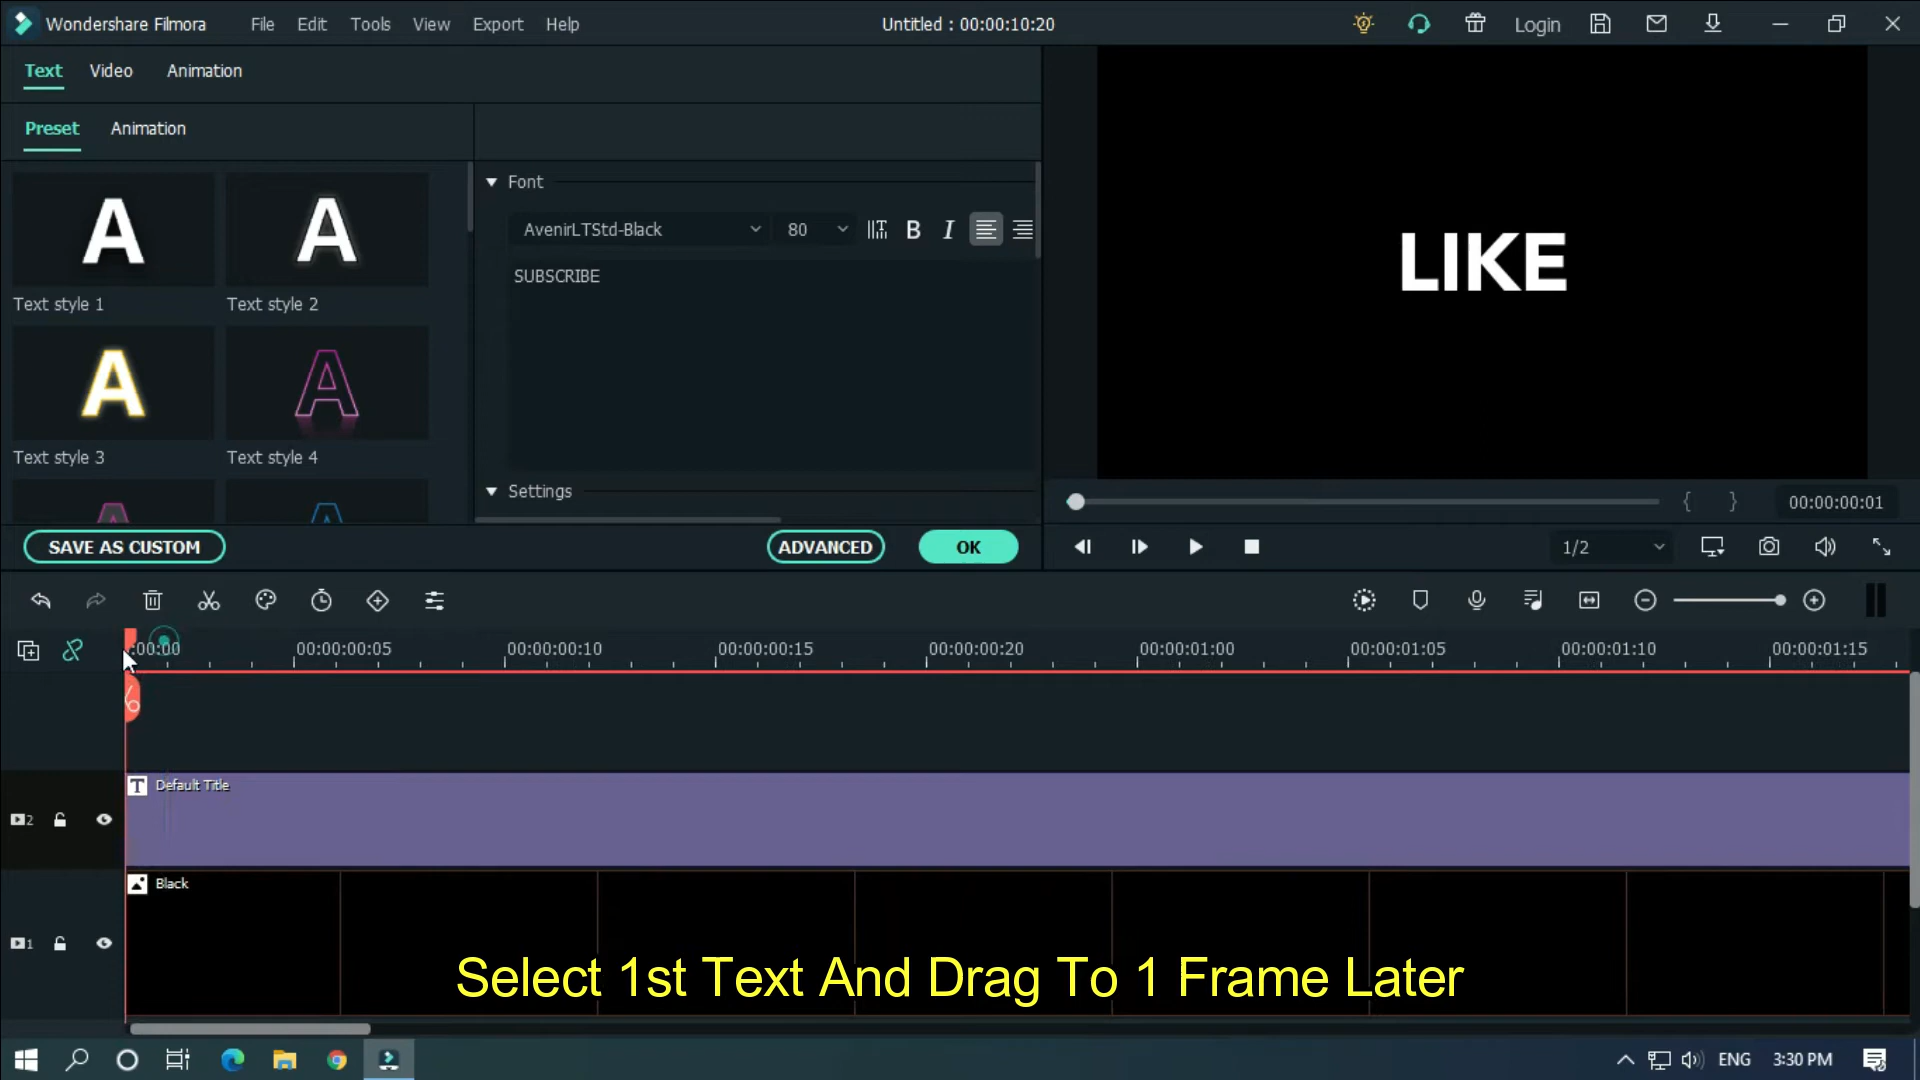 Wondershare Filmora
File Edit Tools View Export Help
Untitled : 00:00:10:20
Login
Text Video Animation
Preset Animation
Font
AvenirLTStd-Black 80 B I
SUBSCRIBE
A A
Text style 1 Text style 2
A A
Text style 3 Text style 4
Settings
SAVE AS CUSTOM ADVANCED OK
LIKE
{ } 00:00:00:01
1/2
:00:00 00:00:00:05 00:00:00:10 00:00:00:15 00:00:00:20 00:00:01:00 00:00:01:05 00:00:01:10 00:00:01:15
T Default Title
2
Black
1
Select 1st Text And Drag To 1 Frame Later
ENG 3:30 PM